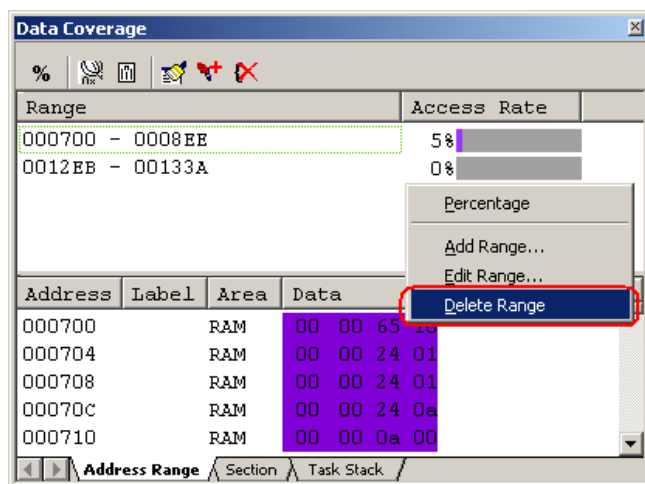 Data Coverage
%
Range Access Rate
000700 - 0008EE 5%
0012EB - 00133A 0%
Percentage
Add Range...
Edit Range...
Delete Range
Address Label Area Data
000700 RAM 00 00 65
000704 RAM 00 00 24 01
000708 RAM 00 00 24 01
00070C RAM 00 00 24 0a
000710 RAM 00 00 0a 00
Address Range Section Task Stack